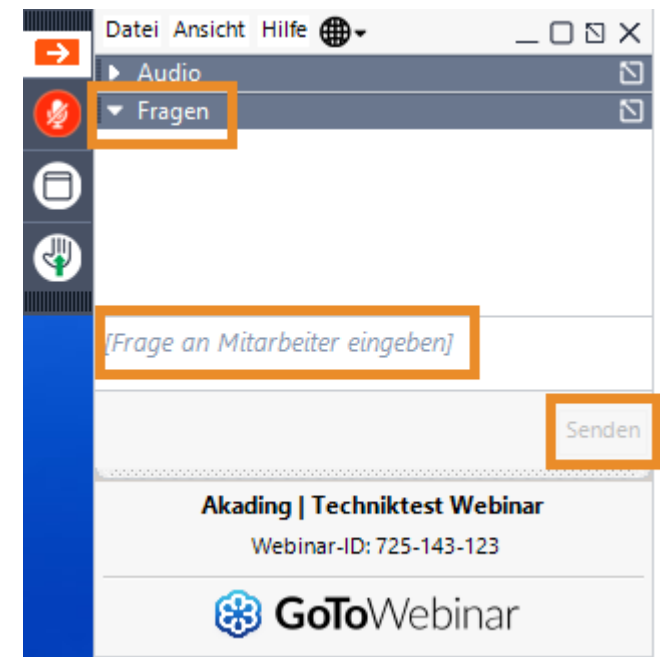 Datei Ansicht Hilfe
Audio
Fragen
[Frage an Mitarbeiter eingeben]
Senden
Akading | Techniktest Webinar
Webinar-ID: 725-143-123
GoToWebinar